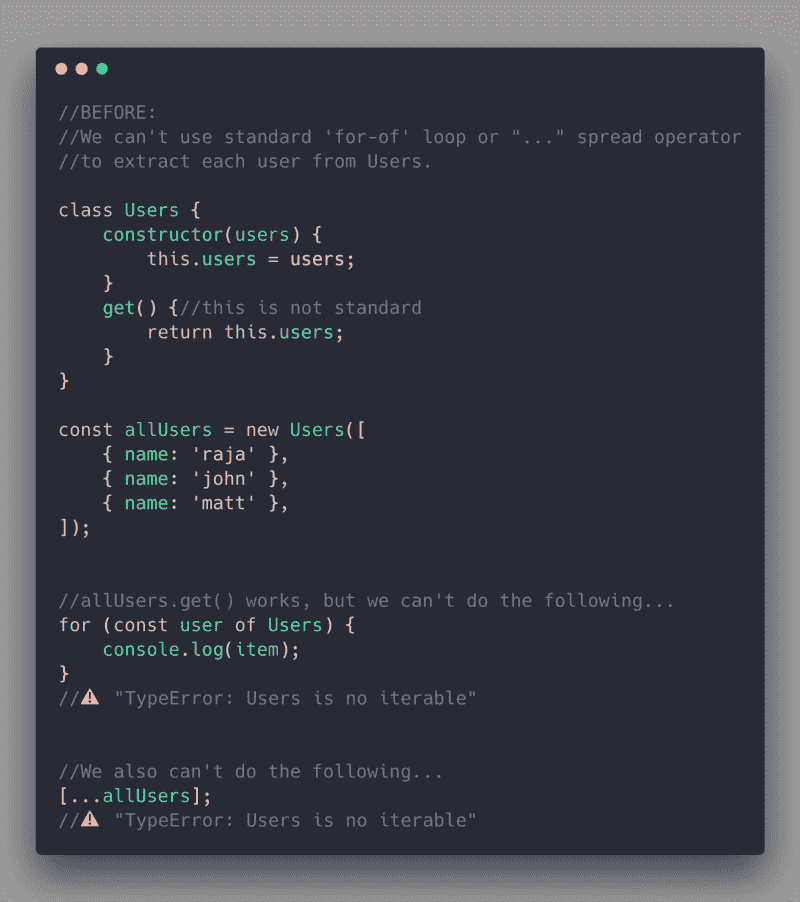 //BEFORE:
//We can't use standard 'for-of' loop or "..." spread operator
//to extract each user from Users.

class Users {
    constructor(users) {
        this.users = users;
    }
    get() {//this is not standard
        return this.users;
    }
}

const allUsers = new Users([
    { name: 'raja' },
    { name: 'john' },
    { name: 'matt' },
]);

//allUsers.get() works, but we can't do the following...
for (const user of Users) {
    console.log(item);
}
//⚠ "TypeError: Users is no iterable"

//We also can't do the following...
[...allUsers];
//⚠ "TypeError: Users is no iterable"